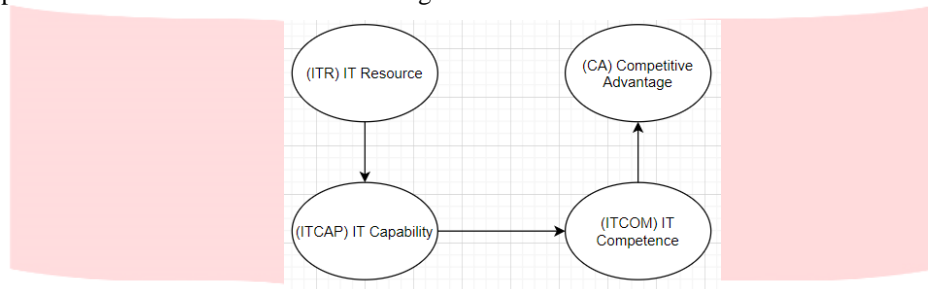 (ITR) IT Resource
(CA) Competitive
Advantage
(ITCAP) IT Capability
(ITCOM) IT
Competence